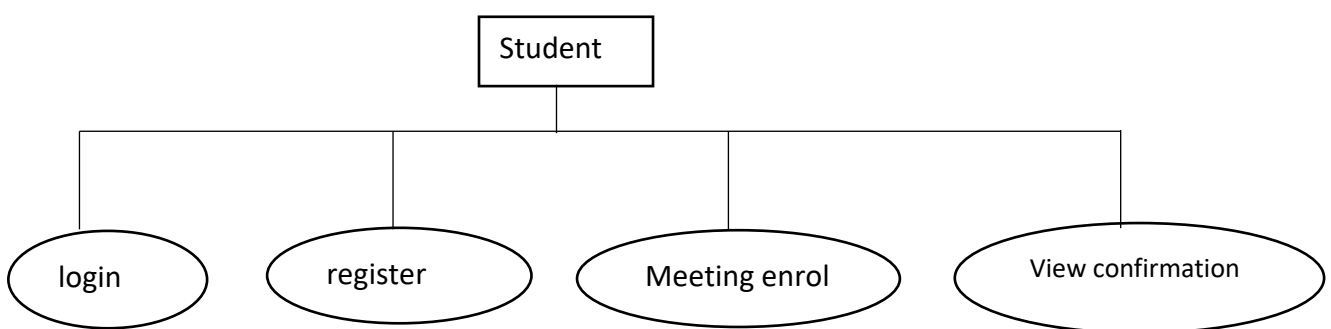 Student
login
register
Meeting enrol
View confirmation